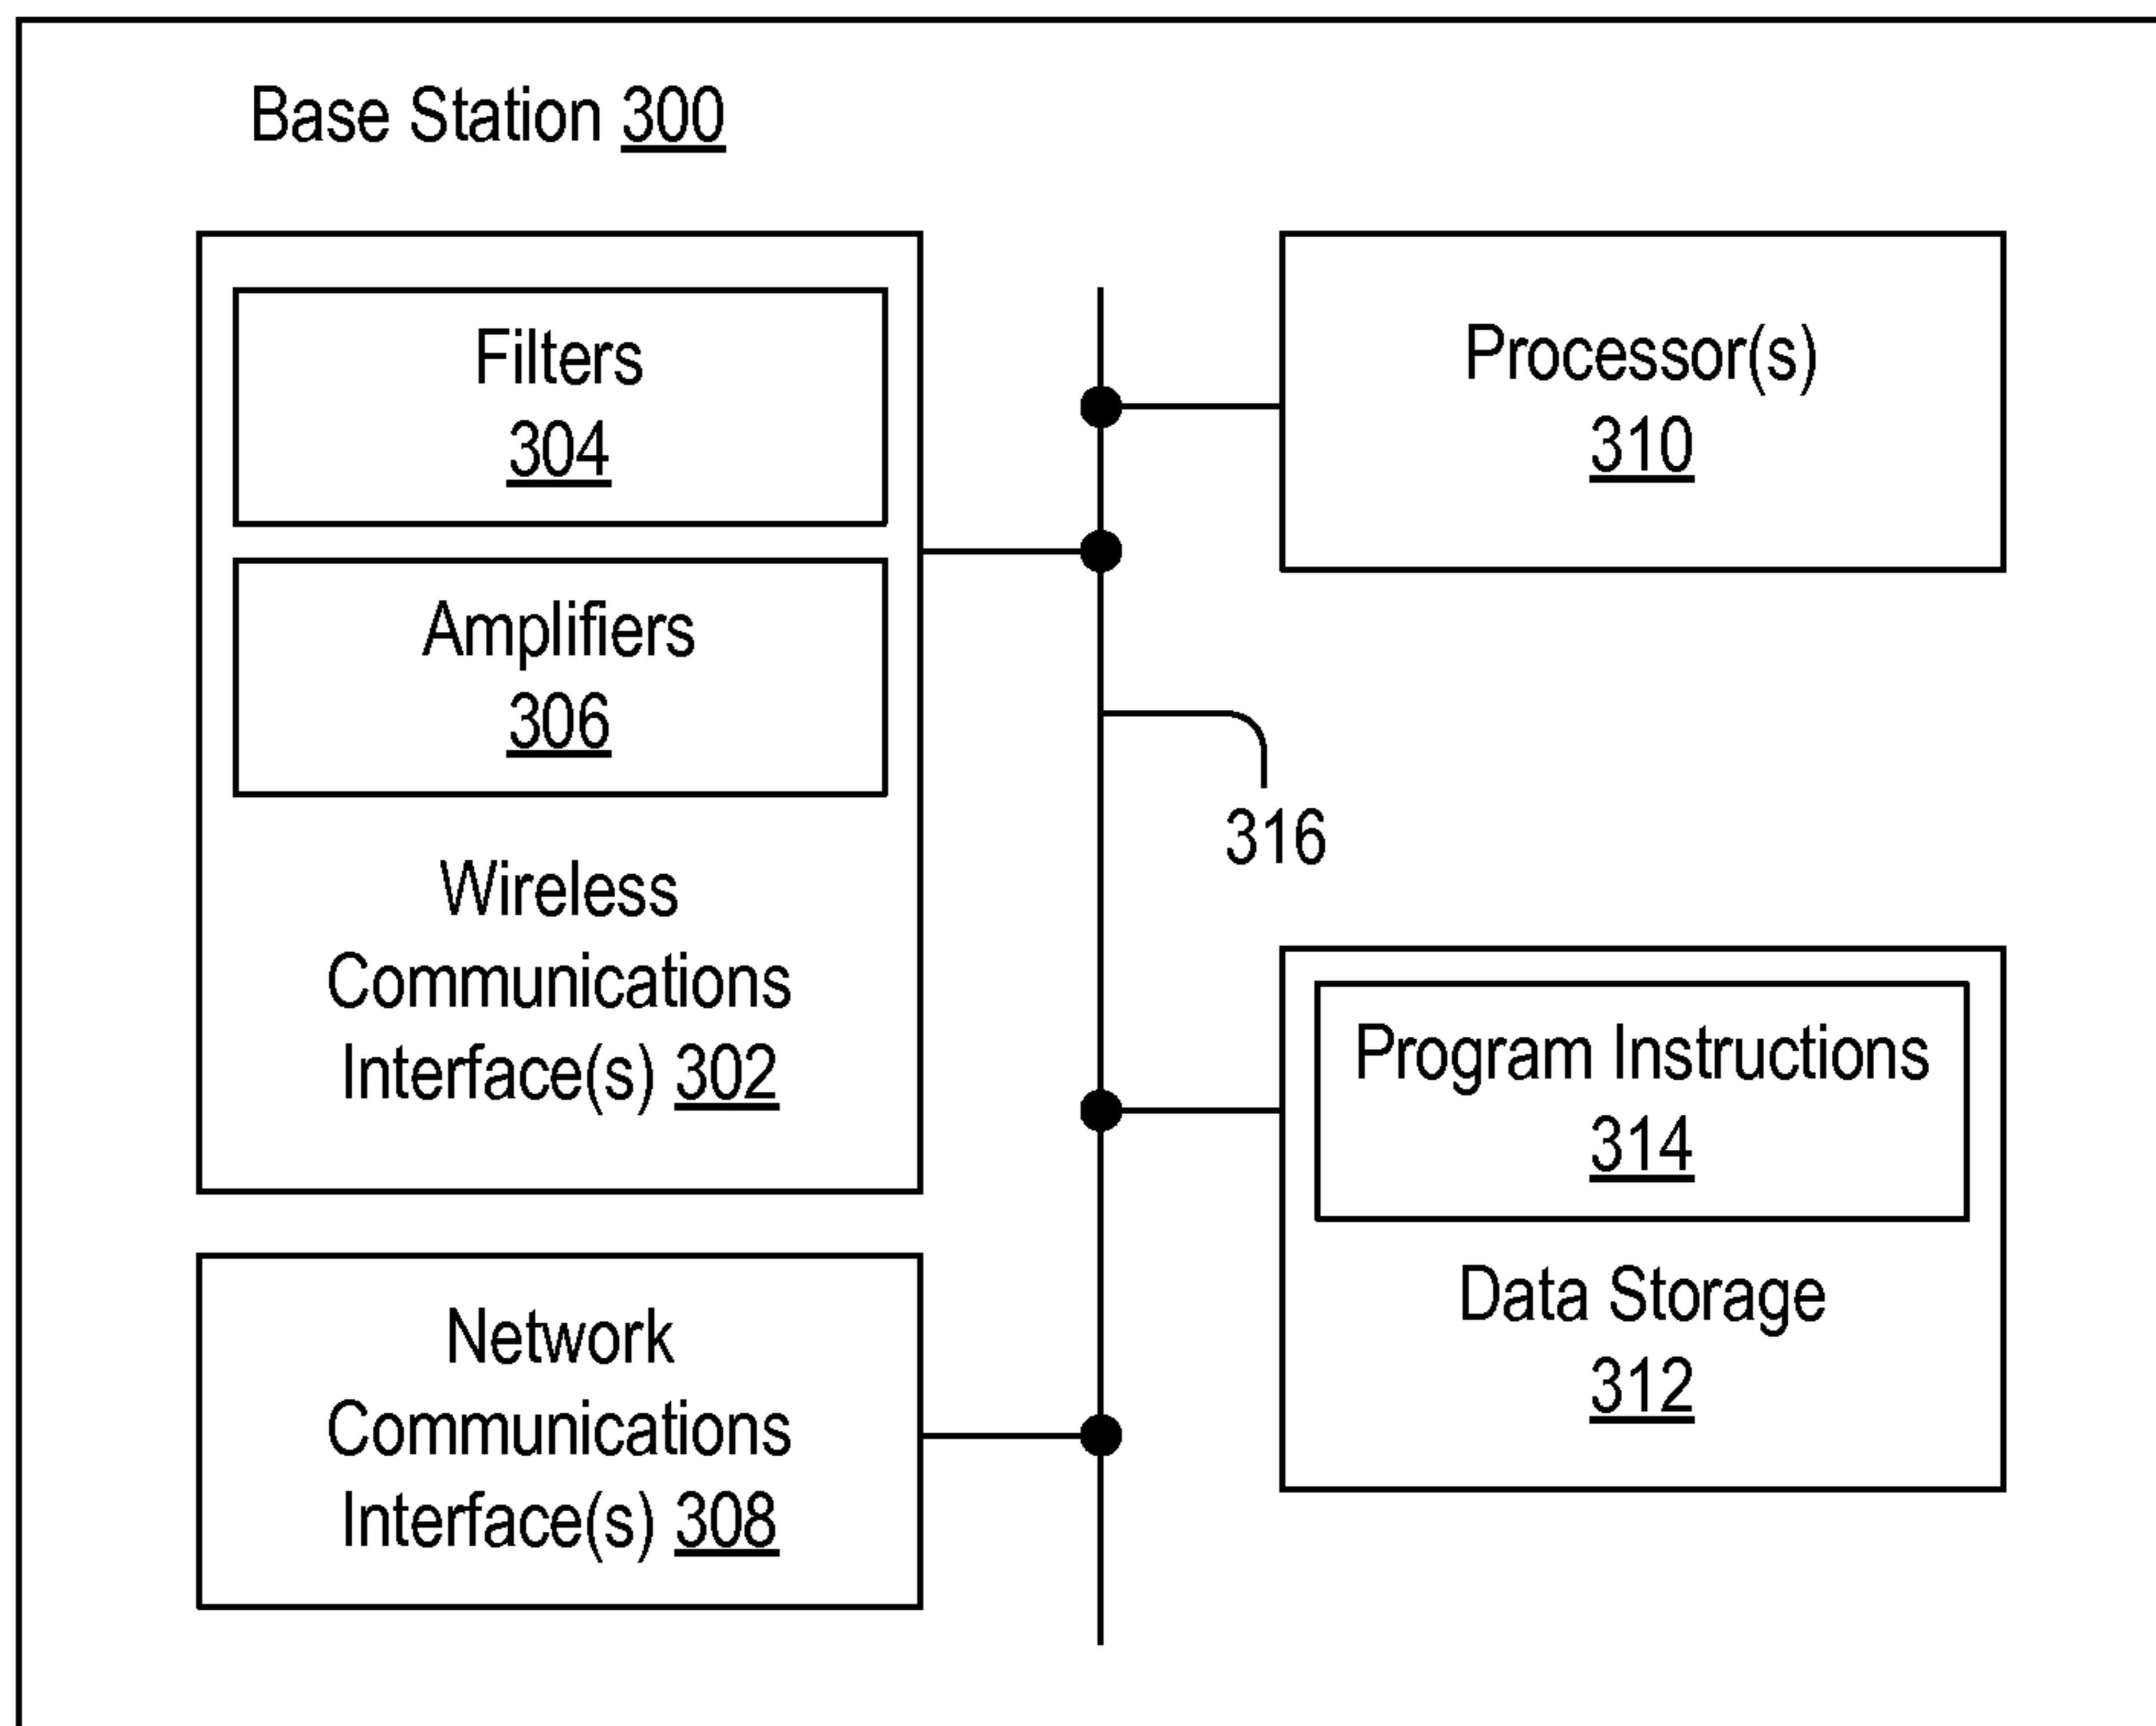 Base Station 300
Filters
304
Amplifiers
306
Wireless
Communications
Interface(s) 302
Network
Communications
Interface(s) 308
Processor(s)
310
316
Program Instructions
314
Data Storage
312